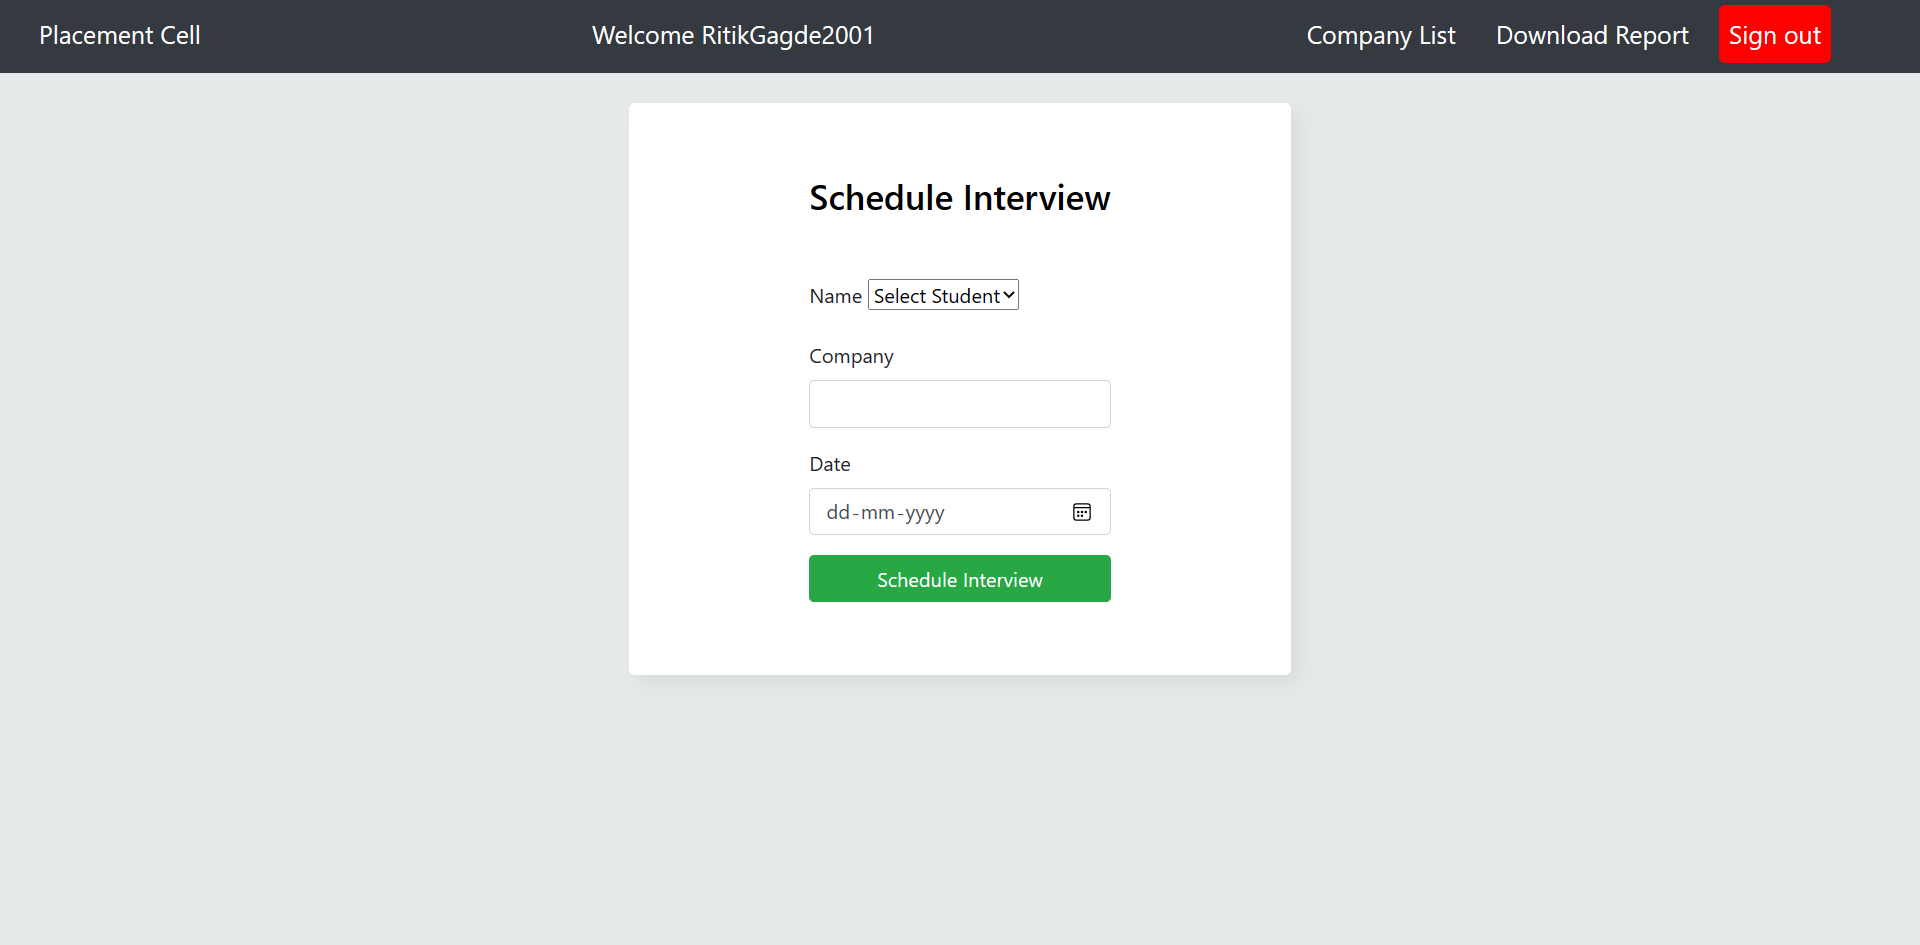 Placement Cell Welcome RitikGagde2001 Company List Download Report Sign out
Schedule Interview
Name Select Student
Company
Date
dd-mm-yyyy
Schedule Interview